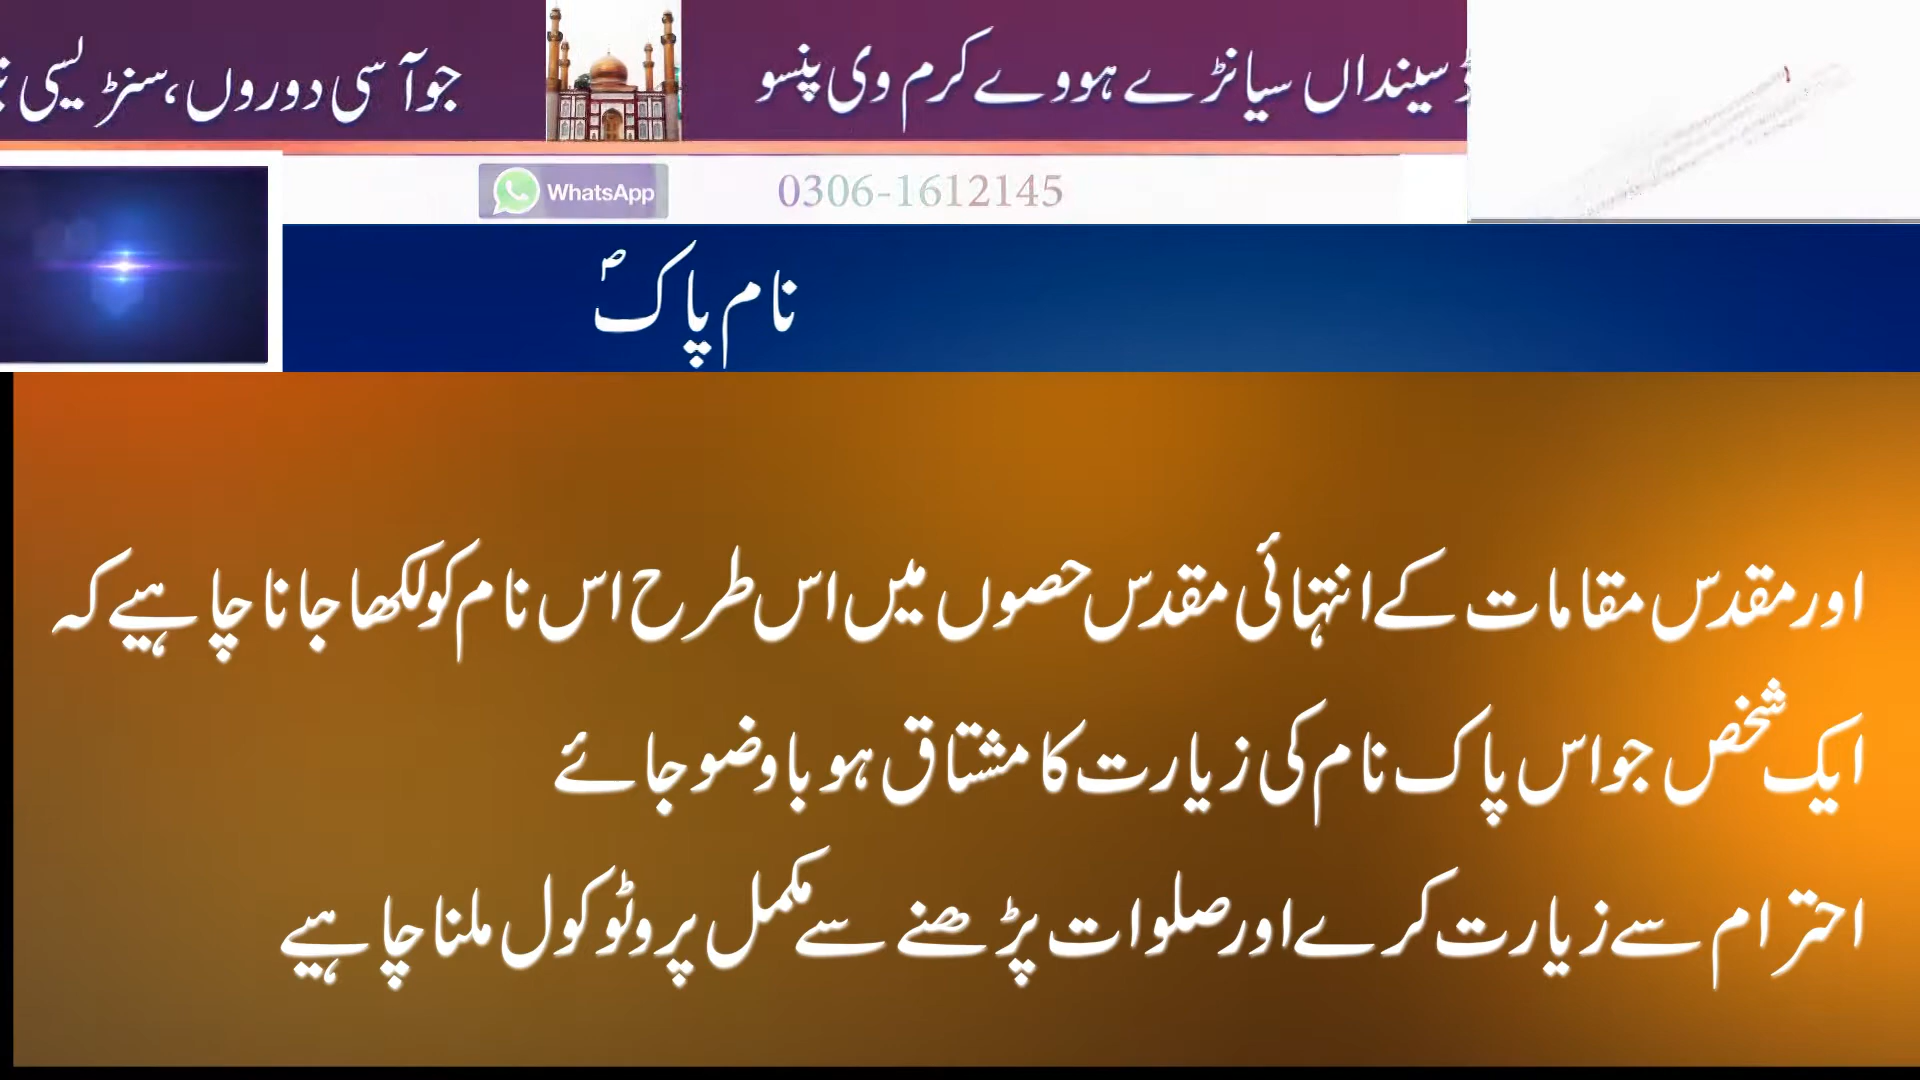 سینداں سیانڑے ہووے کرم وی پنسو
جو آسی دوروں، سنڑیسی
WhatsApp 0306-1612145
نام پاکؐ
اور مقدس مقامات کے انتہائی مقدس حصوں میں اس طرح اس نام کو لکھا جانا چاہیے کہ
ایک شخص جو اس پاک نام کی زیارت کا مشتاق ہو باوضو جائے
احترام سے زیارت کرے اور صلوات پڑھنے سے مکمل پروٹوکول ملنا چاہیے